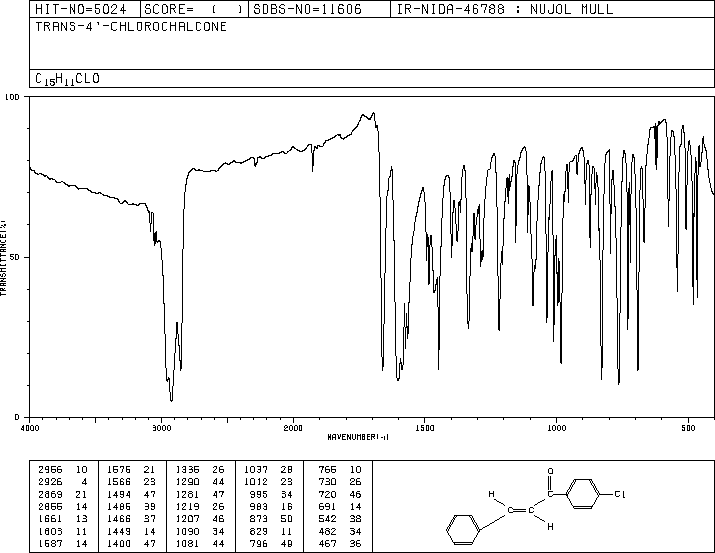 HIT-NO=5024 SCORE= ( ) SDBS-NO=11606 IR-NIDA-46788 : NUJOL MULL
TRANS-4'-CHLOROCHALCONE
C15H11CLO
100
50
0
TRANSMITTANCE(%)
4000 3000 2000 1500 1000 500
WAVENUMBER(-1)
2956 10 1576 21 1336 26 1037 28 766 10
2926 4 1566 23 1290 44 1012 23 730 26
2869 21 1494 47 1281 47 995 34 720 46
2855 14 1486 39 1219 26 983 16 691 14
1661 13 1466 37 1207 46 873 50 542 38
1603 11 1449 14 1090 34 829 11 482 34
1587 14 1400 47 1081 44 796 49 467 36
O
H
C
Cl
C=C
H